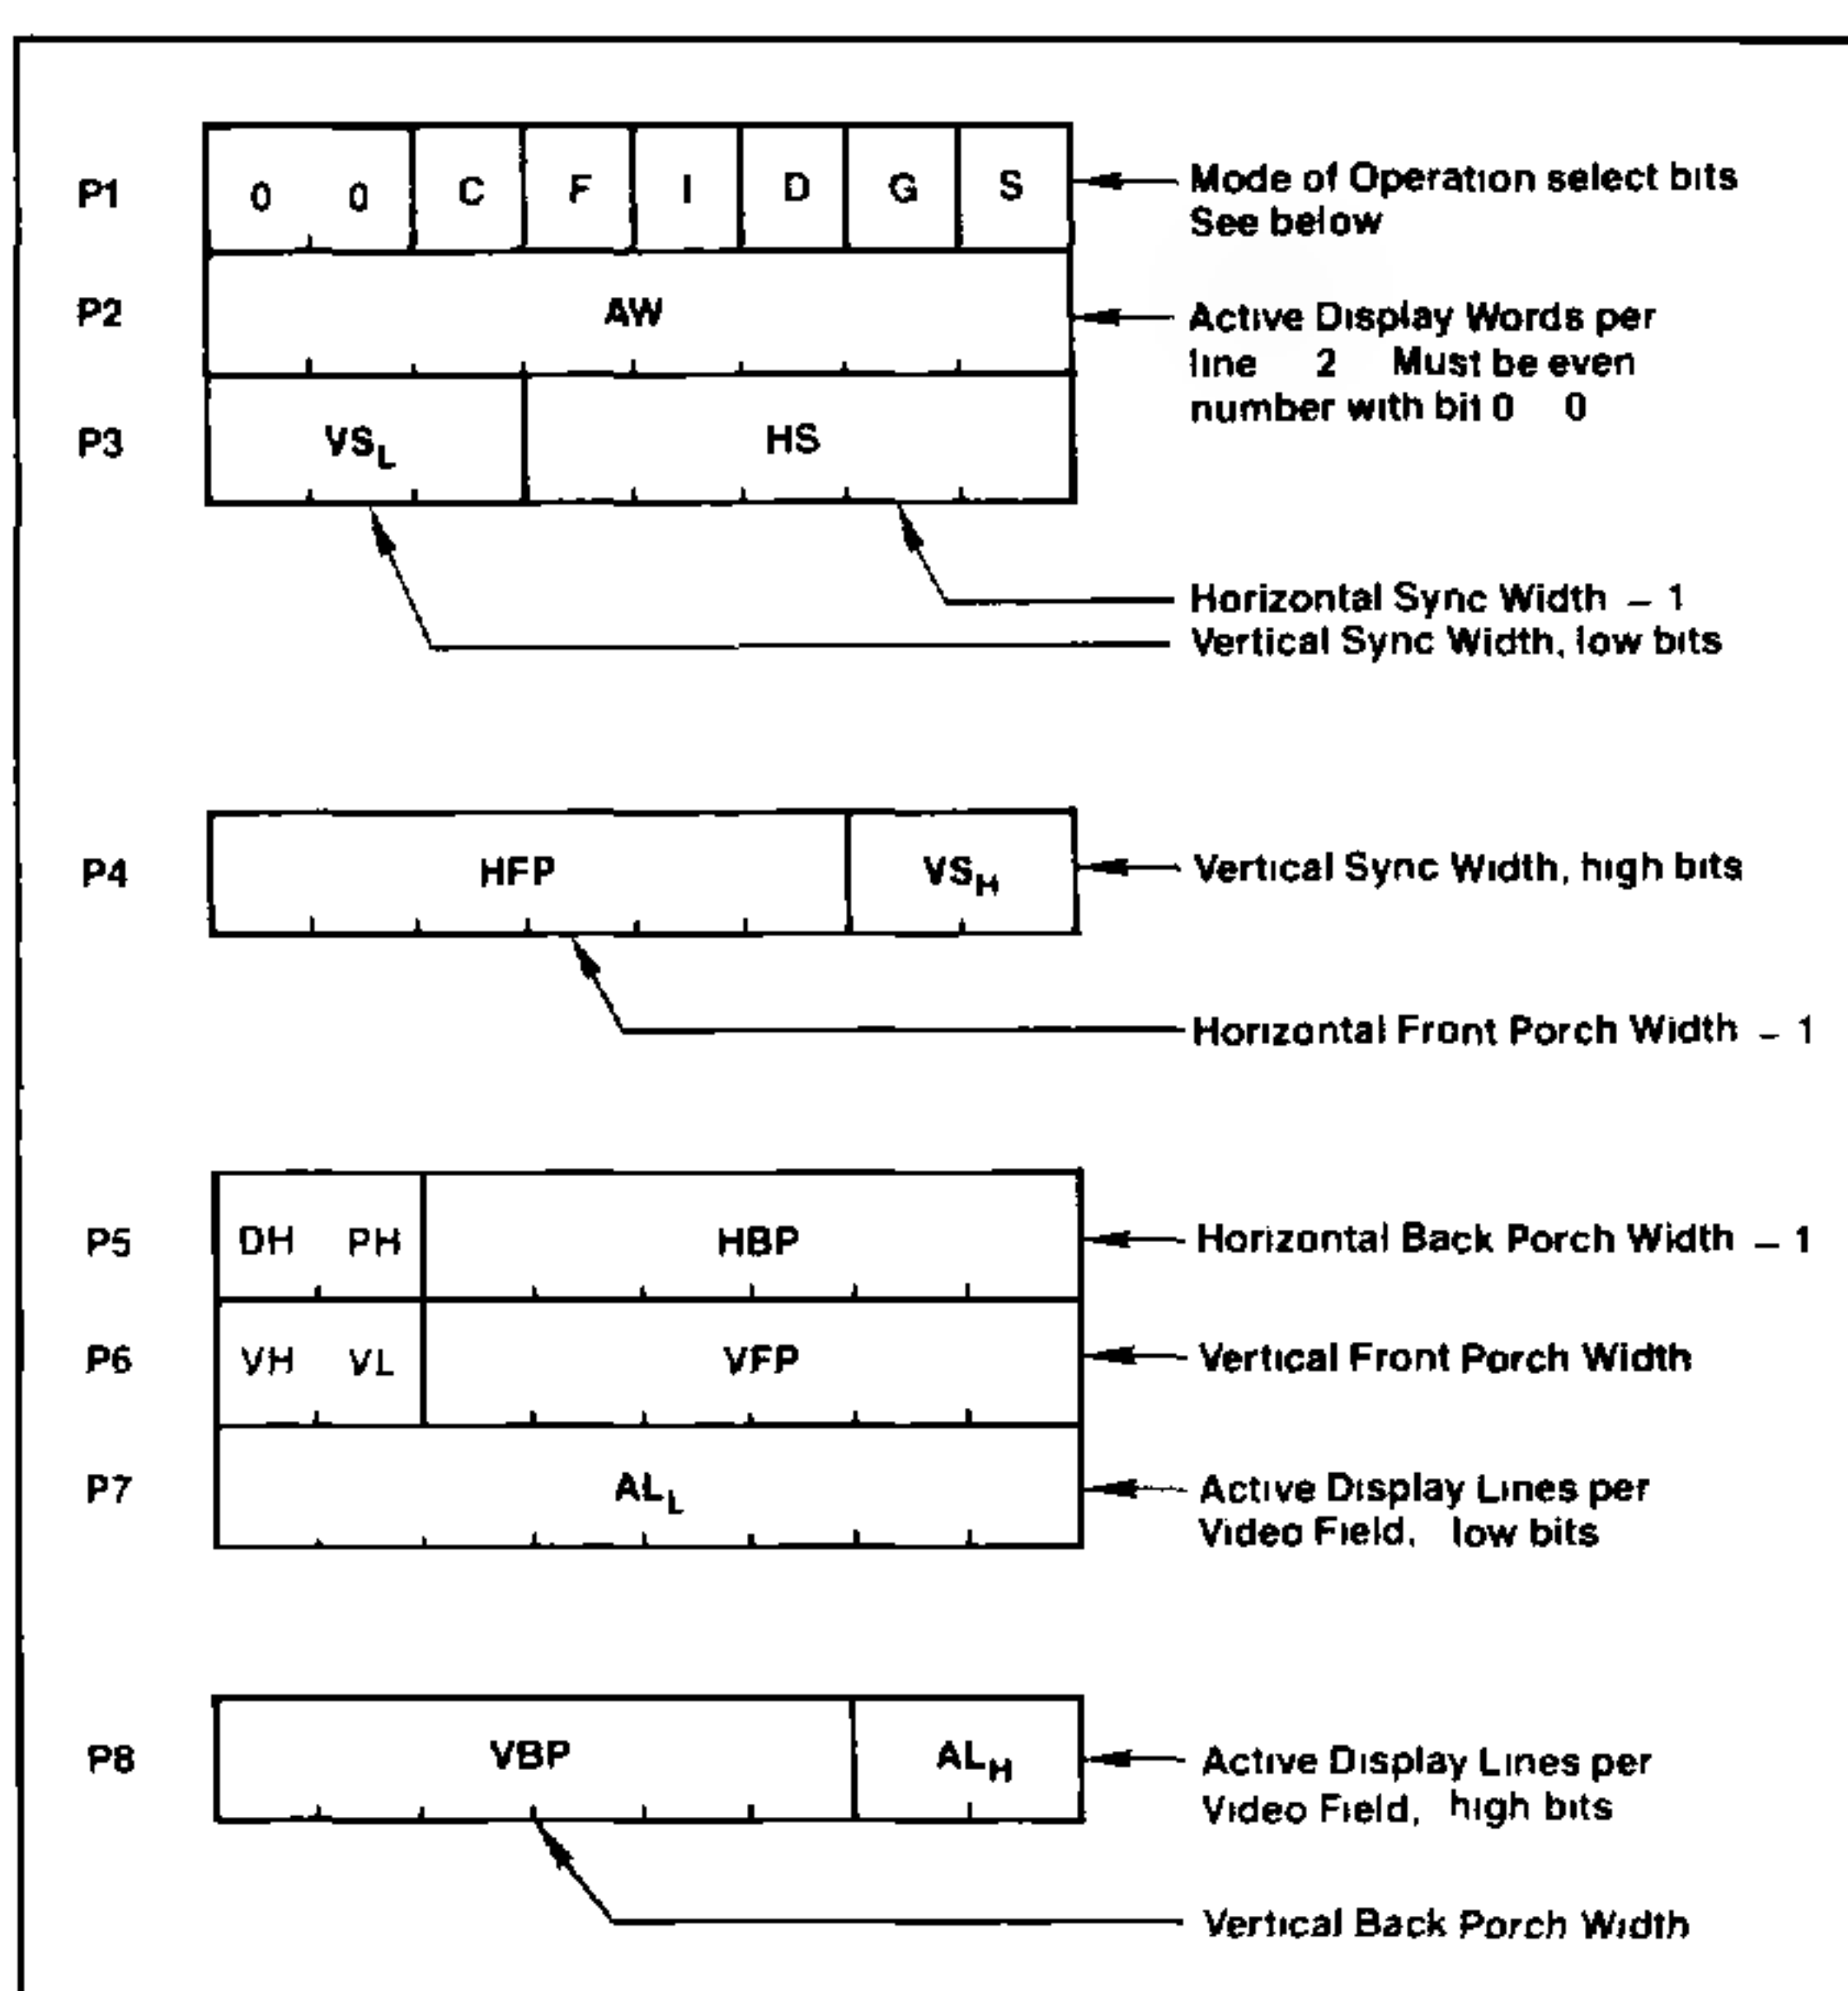 P1 0 0 C F I D G S Mode of Operation select bits
See below
P2 AW Active Display Words per
line 2 Must be even
number with bit 0 0
P3 VSL HS
Horizontal Sync Width – 1
Vertical Sync Width, low bits
P4 HFP VSH Vertical Sync Width, high bits
Horizontal Front Porch Width – 1
P5 DH PH HBP Horizontal Back Porch Width – 1
P6 VH VL VFP Vertical Front Porch Width
P7 ALL Active Display Lines per
Video Field, low bits
P8 VBP ALH Active Display Lines per
Video Field, high bits
Vertical Back Porch Width